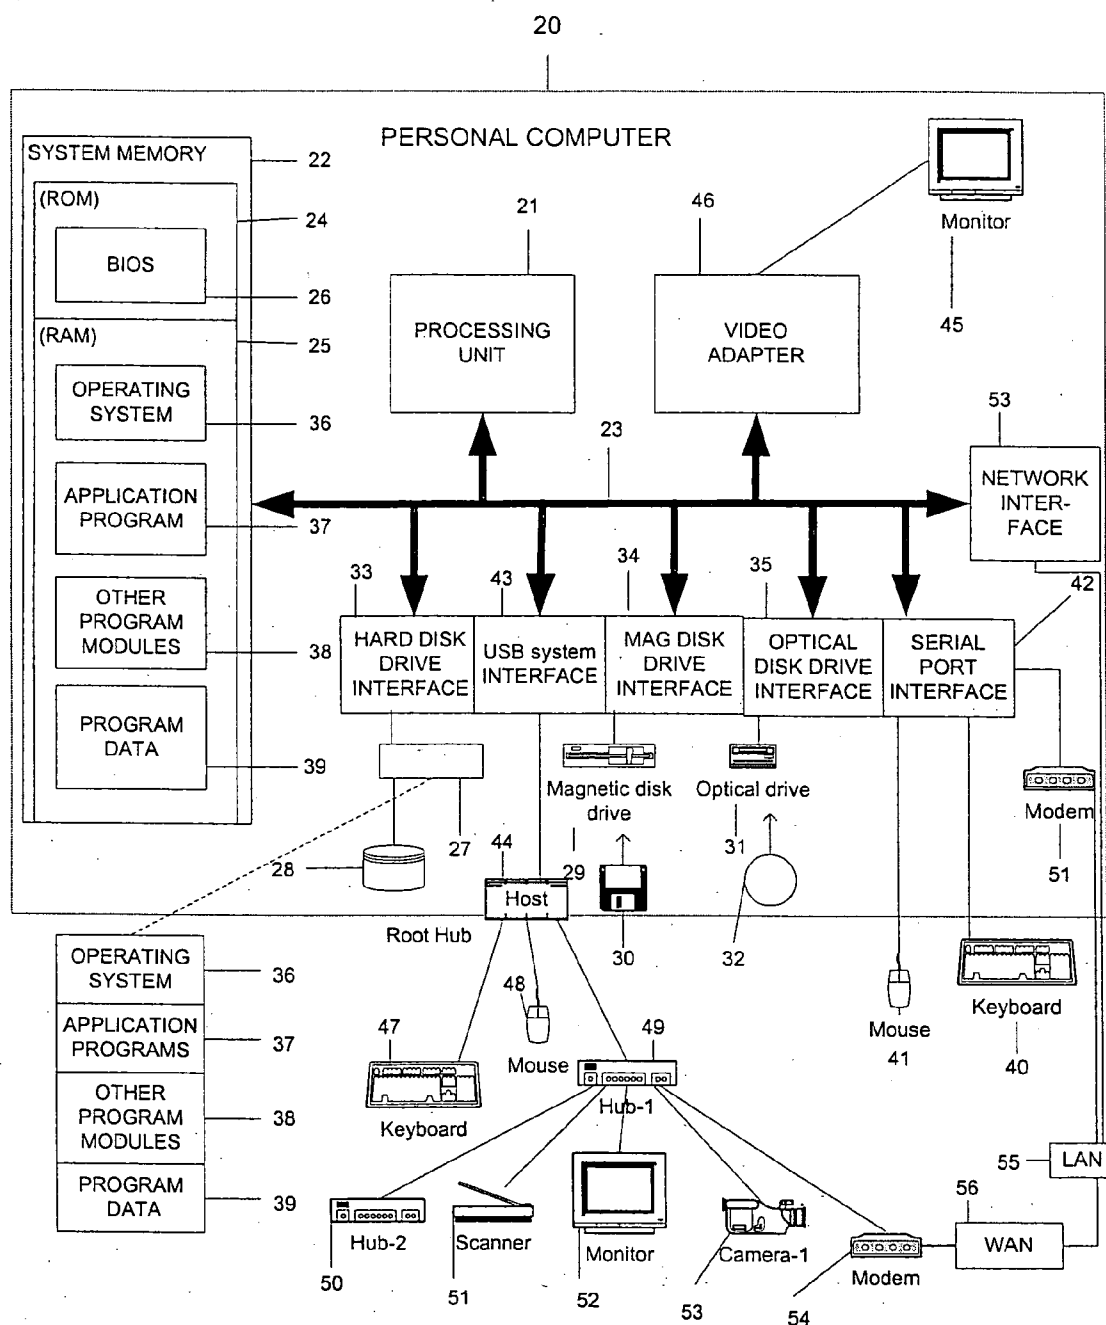 20
PERSONAL COMPUTER
SYSTEM MEMORY
22
(ROM)
24
BIOS
26
(RAM)
25
OPERATING
SYSTEM
36
APPLICATION
PROGRAM
37
OTHER
PROGRAM
MODULES
38
PROGRAM
DATA
39
21
PROCESSING
UNIT
46
VIDEO
ADAPTER
Monitor
45
23
53
NETWORK
INTER-
FACE
33
HARD DISK
DRIVE
INTERFACE
43
USB system
INTERFACE
34
MAG DISK
DRIVE
INTERFACE
35
OPTICAL
DISK DRIVE
INTERFACE
42
SERIAL
PORT
INTERFACE
28
27
Magnetic disk
drive
29
Optical drive
31
Modem
51
44
Host
Root Hub
30
32
OPERATING
SYSTEM
36
APPLICATION
PROGRAMS
37
OTHER
PROGRAM
MODULES
38
PROGRAM
DATA
39
47
Keyboard
48
Mouse
49
Hub-1
Mouse
41
Keyboard
40
Hub-2
50
Scanner
51
Monitor
52
Camera-1
53
Modem
54
55
LAN
56
WAN